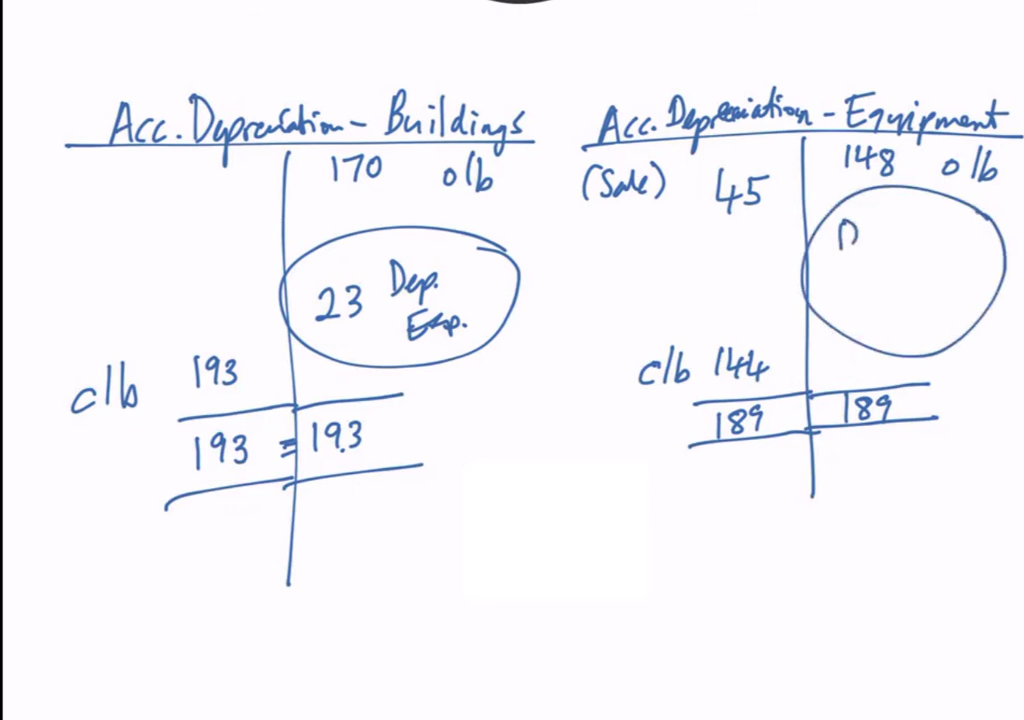 Acc. Depreciation - Buildings
170 o/b
23 Dep.
Exp.
c/b 193
193 = 193
Acc. Depreciation - Equipment
(Sale) 45 148 o/b
D
c/b 144
189 189